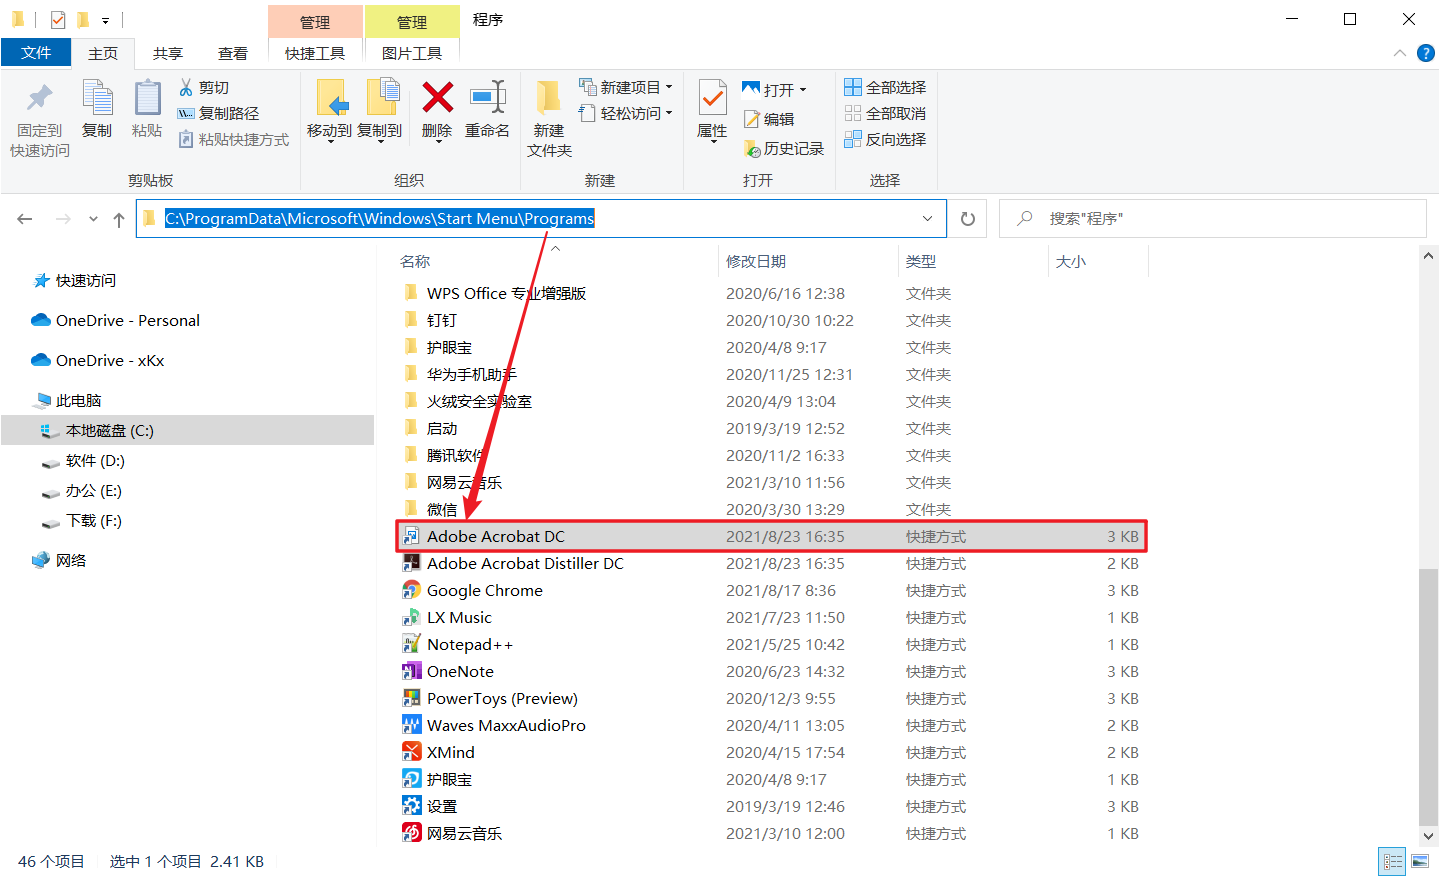 管理 管理 程序
文件 主页 共享 查看 快捷工具 图片工具
固定到
快速访问
复制
粘贴
剪切
复制路径
粘贴快捷方式
剪贴板
移动到 复制到 删除 重命名
组织
新建
文件夹
新建项目
轻松访问
新建
属性
打开
编辑
历史记录
打开
全部选择
全部取消
反向选择
选择
C:\ProgramData\Microsoft\Windows\Start Menu\Programs
搜索"程序"
快速访问
OneDrive - Personal
OneDrive - xKx
此电脑
本地磁盘 (C:)
软件 (D:)
办公 (E:)
下载 (F:)
网络
名称 修改日期 类型 大小
WPS Office 专业增强版 2020/6/16 12:38 文件夹
钉钉 2020/10/30 10:22 文件夹
护眼宝 2020/4/8 9:17 文件夹
华为手机助手 2020/11/25 12:31 文件夹
火绒安全实验室 2020/4/9 13:04 文件夹
启动 2019/3/19 12:52 文件夹
腾讯软件 2020/11/2 16:33 文件夹
网易云音乐 2021/3/10 11:56 文件夹
微信 2020/3/30 13:29 文件夹
Adobe Acrobat DC 2021/8/23 16:35 快捷方式 3 KB
Adobe Acrobat Distiller DC 2021/8/23 16:35 快捷方式 2 KB
Google Chrome 2021/8/17 8:36 快捷方式 3 KB
LX Music 2021/7/23 11:50 快捷方式 1 KB
Notepad++ 2021/5/25 10:42 快捷方式 1 KB
OneNote 2020/6/23 14:32 快捷方式 3 KB
PowerToys (Preview) 2020/12/3 9:55 快捷方式 3 KB
Waves MaxxAudioPro 2020/4/11 13:05 快捷方式 2 KB
XMind 2020/4/15 17:54 快捷方式 2 KB
护眼宝 2020/4/8 9:17 快捷方式 1 KB
设置 2019/3/19 12:46 快捷方式 3 KB
网易云音乐 2021/3/10 12:00 快捷方式 1 KB
46 个项目 选中 1 个项目 2.41 KB